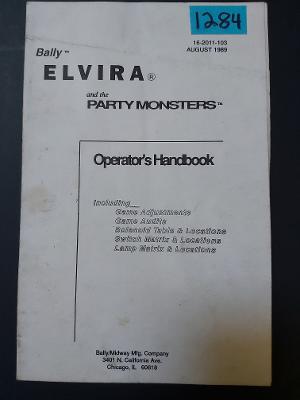 1284
Bally™
16-2011-103
AUGUST 1989
ELVIRA®
and the
PARTY MONSTERS™
Operator's Handbook
Including
Game Adjustments
Game Audits
Solenoid Table & Locations
Switch Matrix & Locations
Lamp Matrix & Locations
Bally/Midway Mfg. Company
3401 N. California Ave.
Chicago, IL 60618